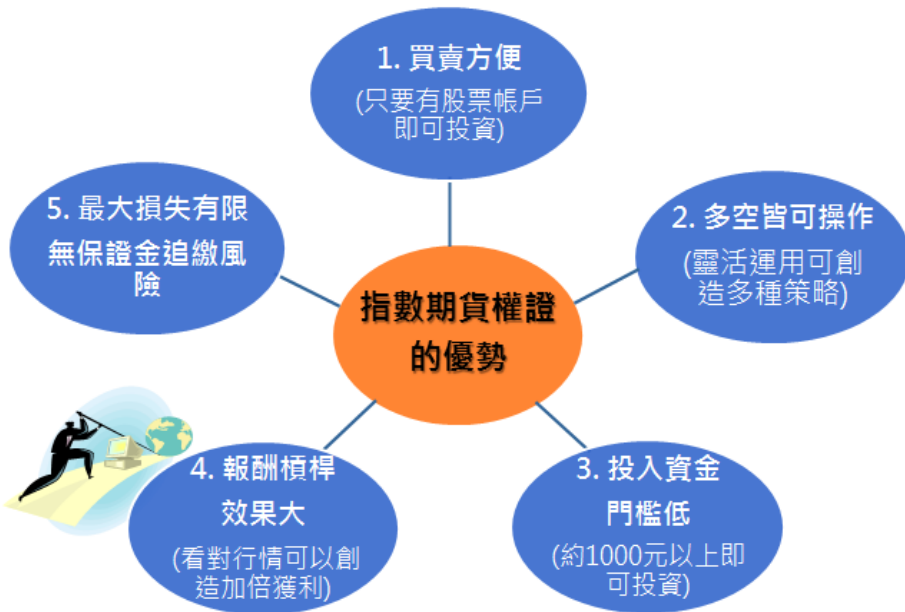 1. 買賣方便
(只要有股票帳戶
即可投資)
5. 最大損失有限
無保證金追繳風
險
2. 多空皆可操作
(靈活運用可創
造多種策略)
指數期貨權證
的優勢
4. 報酬槓桿
效果大
(看對行情可以創
造加倍獲利)
3. 投入資金
門檻低
(約1000元以上即
可投資)